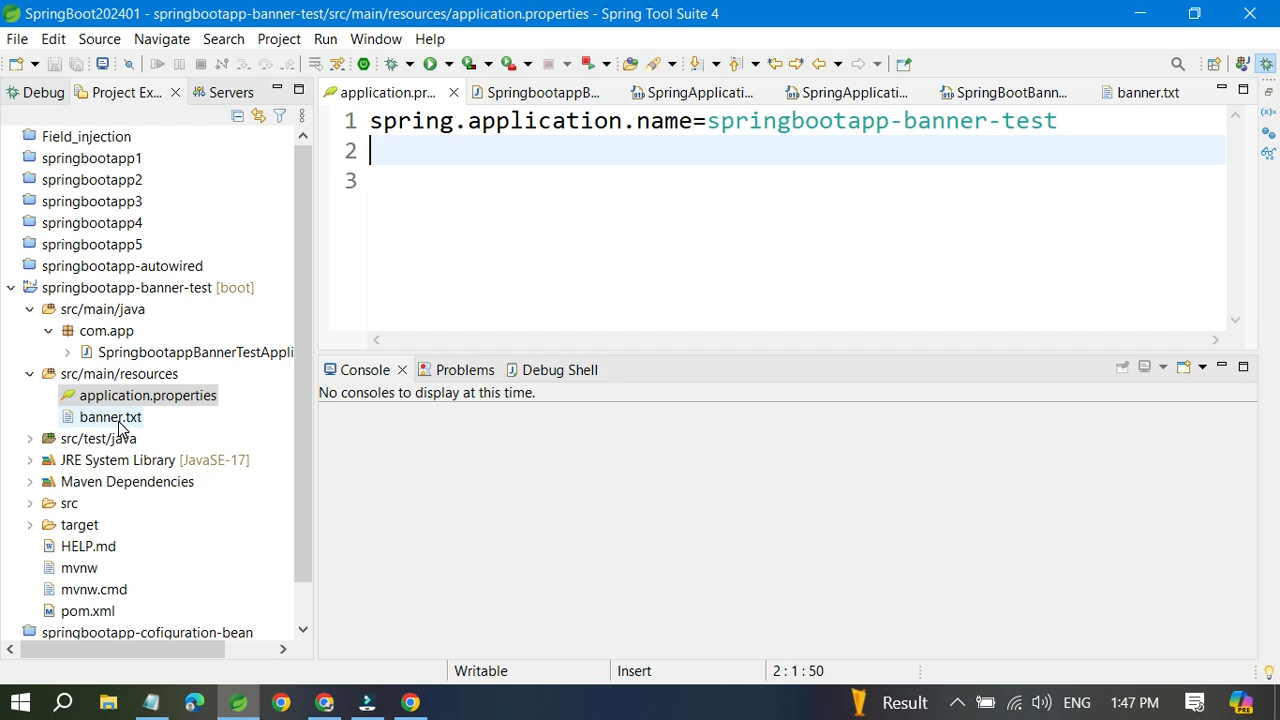 SpringBoot202401 - springbootapp-banner-test/src/main/resources/application.properties - Spring Tool Suite 4
File Edit Source Navigate Search Project Run Window Help
Debug Project Ex... Servers
application.pr... SpringbootappB... SpringApplicati... SpringApplicati... SpringBootBann... banner.txt
1 spring.application.name=springbootapp-banner-test
2
3
Field_injection
springbootapp1
springbootapp2
springbootapp3
springbootapp4
springbootapp5
springbootapp-autowired
springbootapp-banner-test [boot]
src/main/java
com.app
SpringbootappBannerTestAppli
src/main/resources
application.properties
banner.txt
src/test/java
JRE System Library [JavaSE-17]
Maven Dependencies
src
target
HELP.md
mvnw
mvnw.cmd
pom.xml
springbootapp-cofiguration-bean
Console Problems Debug Shell
No consoles to display at this time.
Writable Insert 2 : 1 : 50
Result ENG 1:47 PM PRE